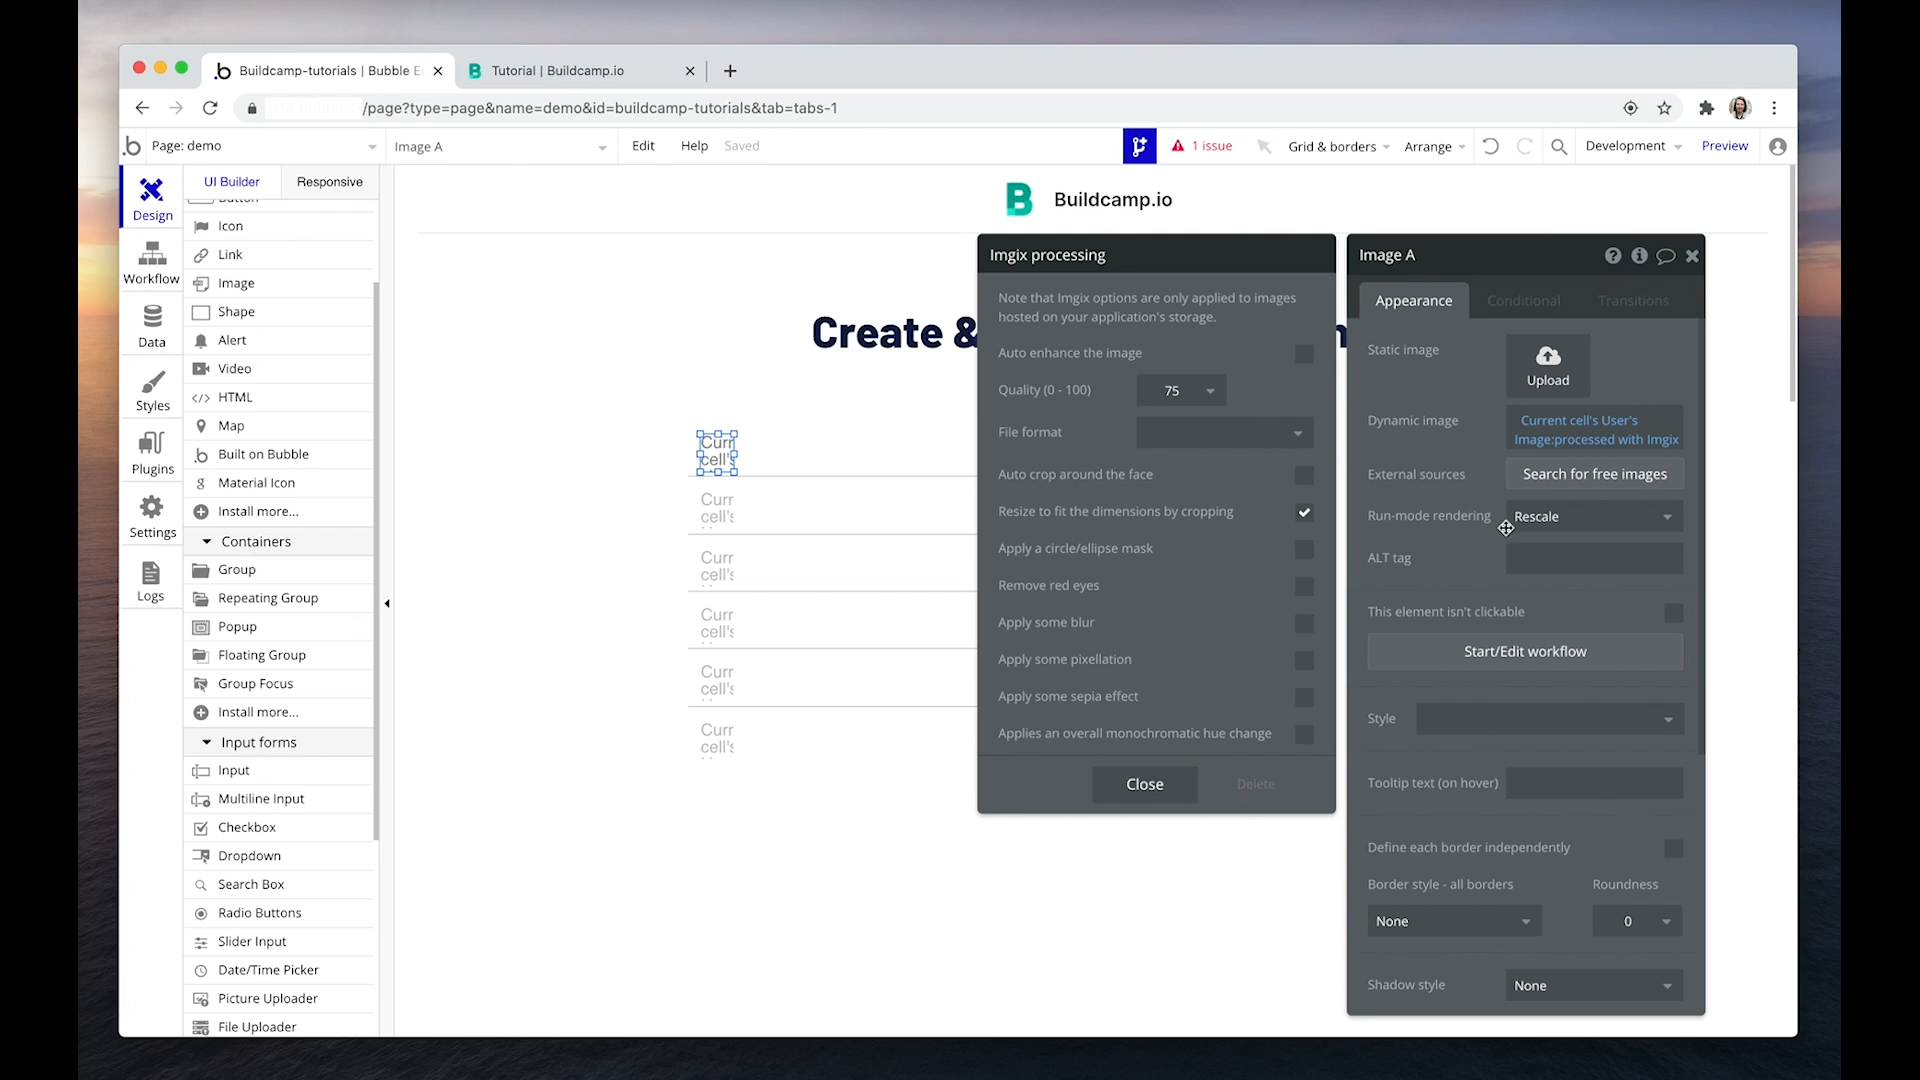 Buildcamp-tutorials | Bubble E
Tutorial | Buildcamp.io
/page?type=page&name=demo&id=buildcamp-tutorials&tab=tabs-1
Page: demo
Image A
Edit
Help
Saved
1 issue
Grid & borders
Arrange
Development
Preview
Design
Workflow
Data
Styles
Plugins
Settings
Logs
UI Builder
Responsive
Button
Icon
Link
Image
Shape
Alert
Video
HTML
Map
Built on Bubble
Material Icon
Install more...
Containers
Group
Repeating Group
Popup
Floating Group
Group Focus
Install more...
Input forms
Input
Multiline Input
Checkbox
Dropdown
Search Box
Radio Buttons
Slider Input
Date/Time Picker
Picture Uploader
File Uploader
Buildcamp.io
Create &
Curr
cell's
Curr
cell's
Curr
cell's
Curr
cell's
Curr
cell's
Curr
cell's
Imgix processing
Note that Imgix options are only applied to images
hosted on your application's storage.
Auto enhance the image
Quality (0 - 100)
75
File format
Auto crop around the face
Resize to fit the dimensions by cropping
Apply a circle/ellipse mask
Remove red eyes
Apply some blur
Apply some pixellation
Apply some sepia effect
Applies an overall monochromatic hue change
Close
Delete
Image A
Appearance
Conditional
Transitions
Static image
Upload
Dynamic image
Current cell's User's
Image:processed with Imgix
External sources
Search for free images
Run-mode rendering
Rescale
ALT tag
This element isn't clickable
Start/Edit workflow
Style
Tooltip text (on hover)
Define each border independently
Border style - all borders
Roundness
None
0
Shadow style
None